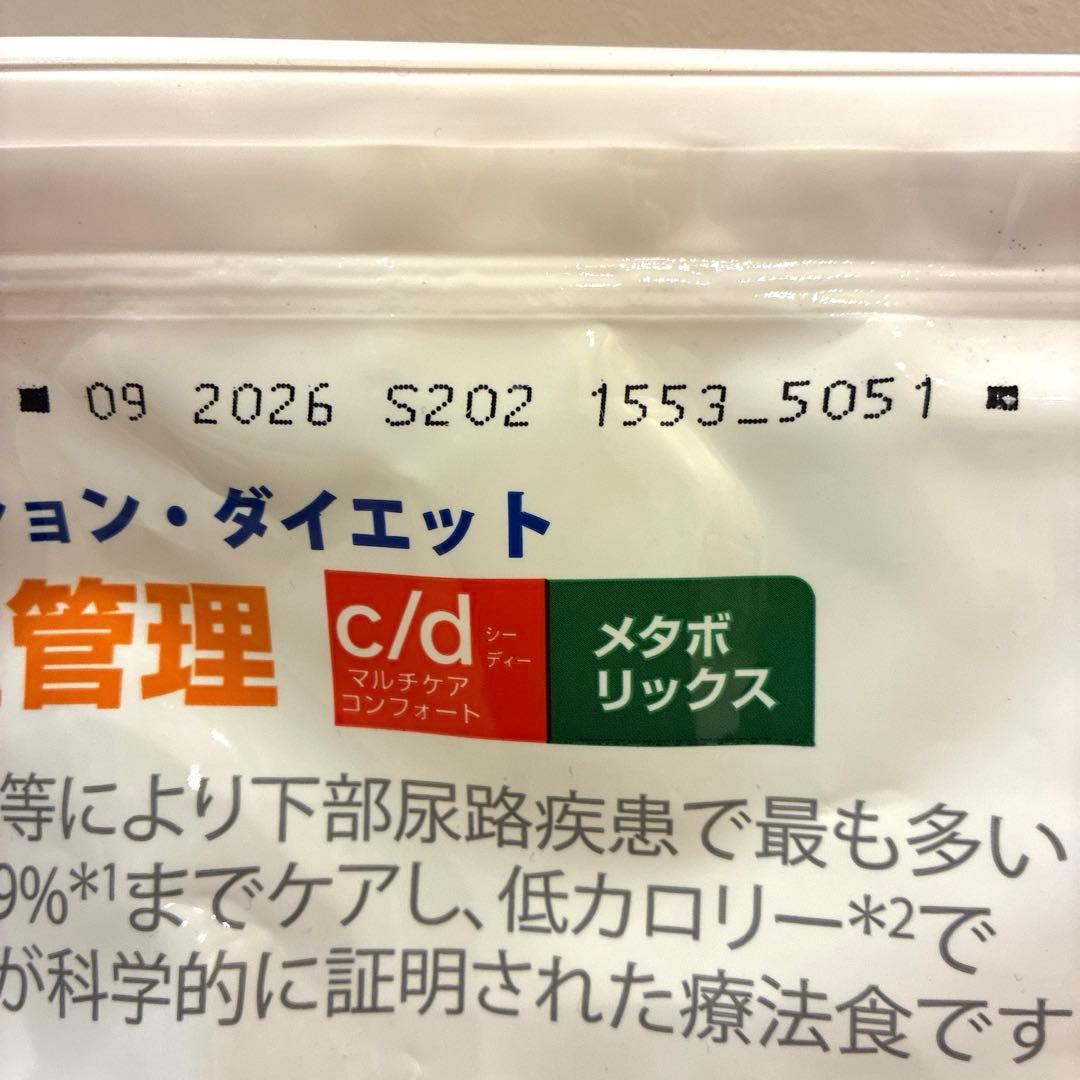 09 2026 S202 1553_5051
ション・ダイエット
管理
c/d シー
ディー
マルチケア
コンフォート
メタボ
リックス
等により下部尿路疾患で最も多い
9%*1までケアし、低カロリー*2で
が科学的に証明された療法食です